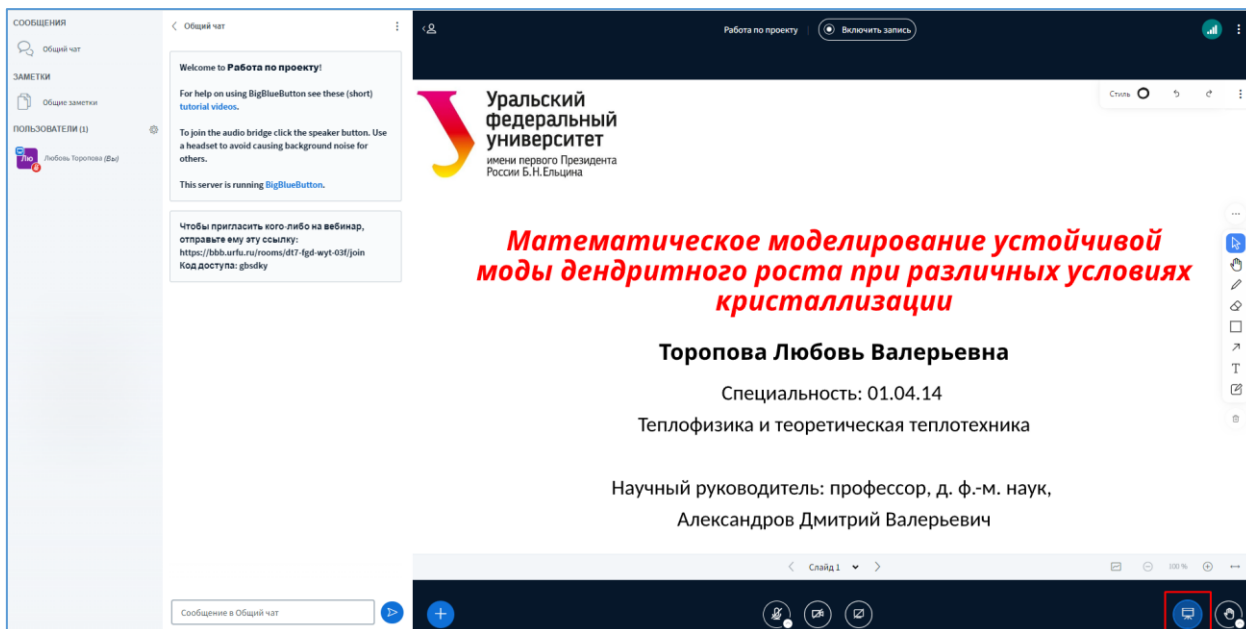 СООБЩЕНИЯ
Общий чат
ЗАМЕТКИ
Общие заметки
ПОЛЬЗОВАТЕЛИ (1)
Лю
Любовь Торопова (Вы)
Общий чат
Welcome to Работа по проекту!
For help on using BigBlueButton see these (short)
tutorial videos.
To join the audio bridge click the speaker button. Use
a headset to avoid causing background noise for
others.
This server is running BigBlueButton.
Чтобы пригласить кого-либо на вебинар,
отправьте ему эту ссылку:
https://bbb.urfu.ru/rooms/dt7-fgd-wyt-03f/join
Код доступа: gbsdky
Сообщение в Общий чат
Работа по проекту
Включить запись
Уральский
федеральный
университет
имени первого Президента
России Б.Н.Ельцина
Стиль
Математическое моделирование устойчивой
моды дендритного роста при различных условиях
кристаллизации
Торопова Любовь Валерьевна
Специальность: 01.04.14
Теплофизика и теоретическая теплотехника
Научный руководитель: профессор, д. ф.-м. наук,
Александров Дмитрий Валерьевич
T
Слайд 1
100 %